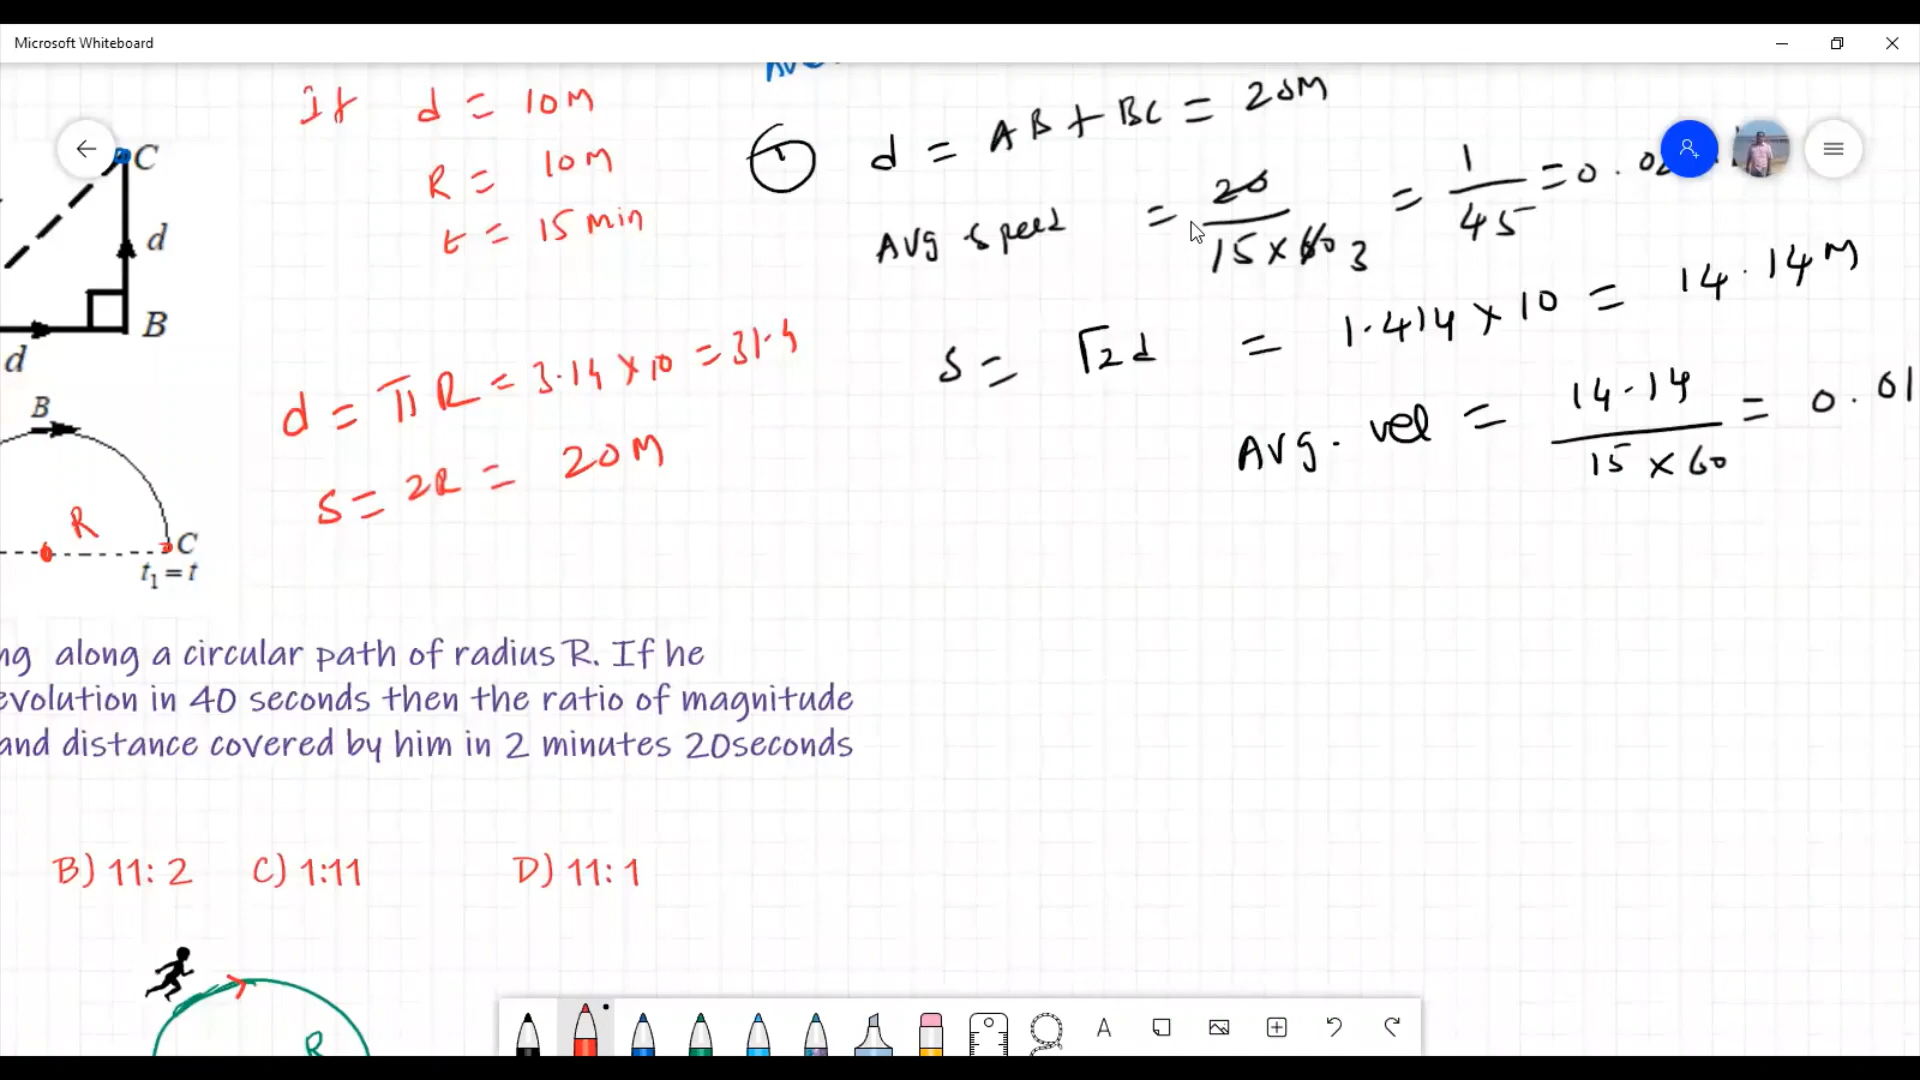 Microsoft Whiteboard
If d = 10M
R = 10M
t = 15 min
C
d
B
d
d = πR = 3.14 × 10 = 31.4
S = 2R = 20M
B
R
C
t₁ = t
d = AB + BC = 20M
Avg speed = 20 / 15 × 60 3 = 1 / 45 = 0.02
S = √2d = 1.414 × 10 = 14.14M
Avg. vel = 14.14 / 15 × 60 = 0.01
ng along a circular path of radius R. If he
evolution in 40 seconds then the ratio of magnitude
and distance covered by him in 2 minutes 20seconds
B) 11: 2 C) 1:11 D) 11: 1
R
A